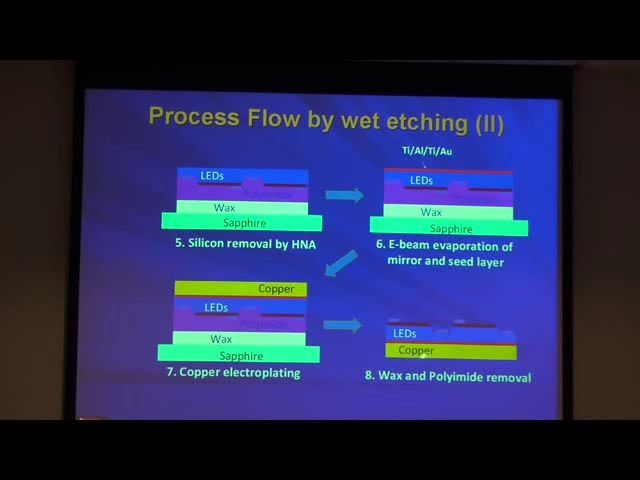 Process Flow by wet etching (II)
Ti/Al/Ti/Au
LEDs
Polyimide
Wax
Sapphire
5. Silicon removal by HNA
LEDs
Wax
Sapphire
6. E-beam evaporation of
mirror and seed layer
Copper
LEDs
Polyimide
Wax
Sapphire
7. Copper electroplating
LEDs
Copper
8. Wax and Polyimide removal